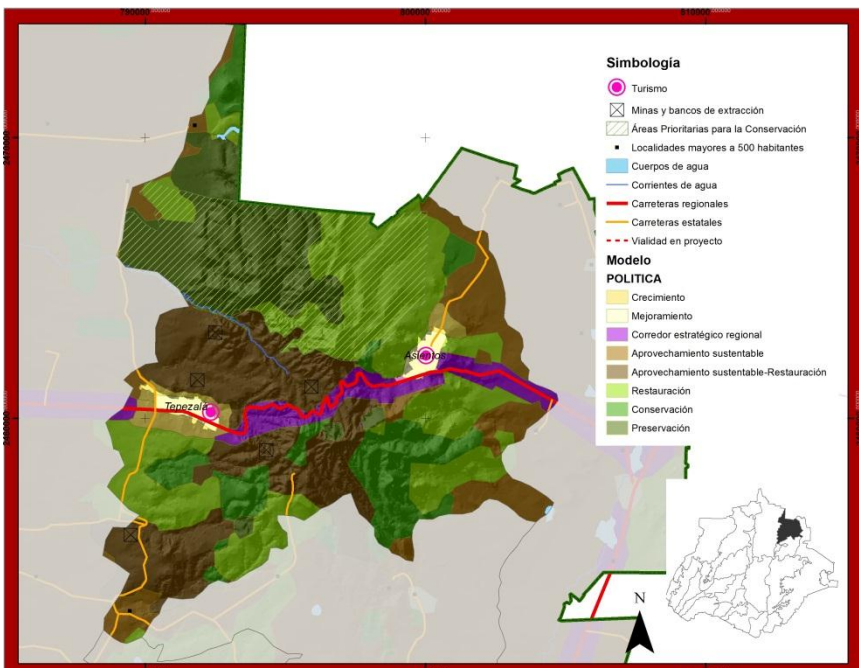 790000
800000
810000
2470000
2460000
Simbología
Turismo
Minas y bancos de extracción
Áreas Prioritarias para la Conservación
Localidades mayores a 500 habitantes
Cuerpos de agua
Corrientes de agua
Carreteras regionales
Carreteras estatales
Vialidad en proyecto
Modelo
POLITICA
Crecimiento
Mejoramiento
Corredor estratégico regional
Aprovechamiento sustentable
Aprovechamiento sustentable-Restauración
Restauración
Conservación
Preservación
Asientos
Tepezalá
N